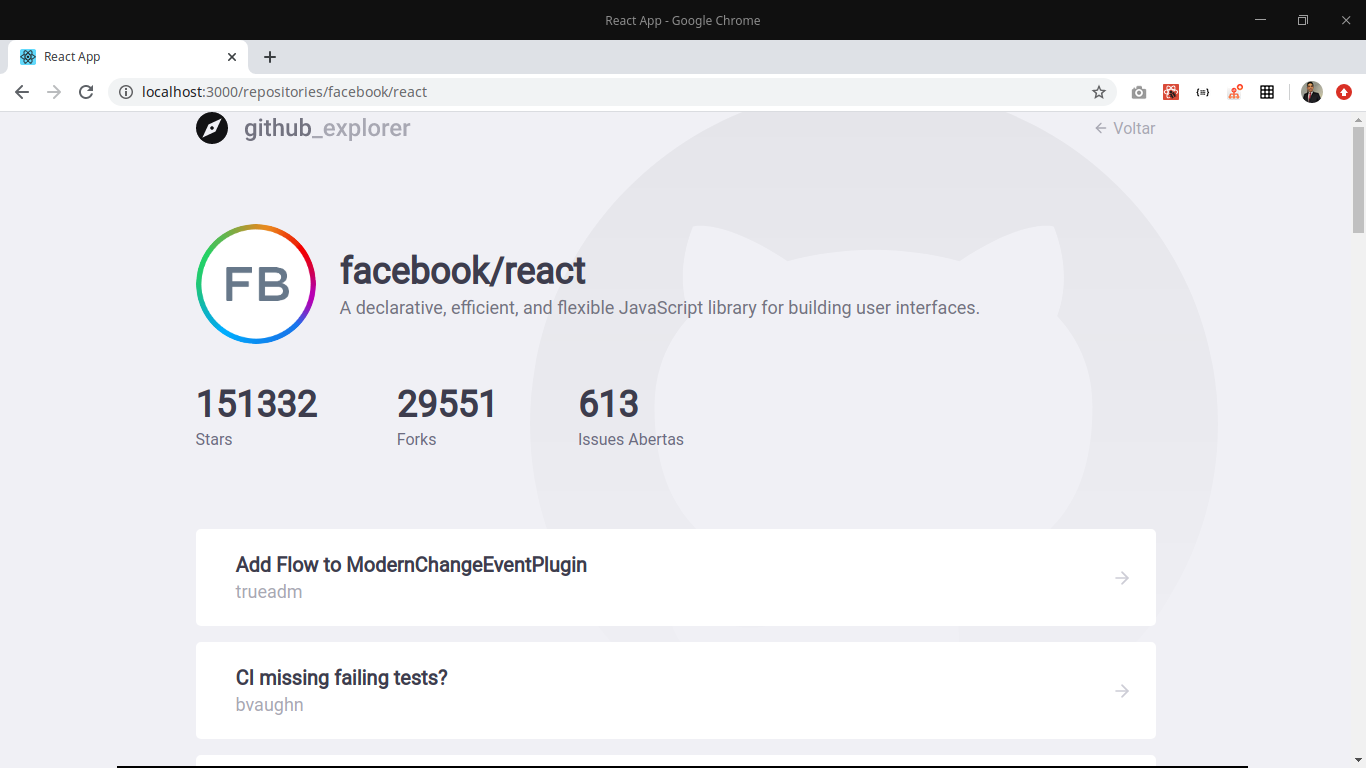 React App - Google Chrome
React App
localhost:3000/repositories/facebook/react
{≡}
github_explorer
Voltar
FB
facebook/react
A declarative, efficient, and flexible JavaScript library for building user interfaces.
151332 29551 613
Stars Forks Issues Abertas
Add Flow to ModernChangeEventPlugin
trueadm
CI missing failing tests?
bvaughn